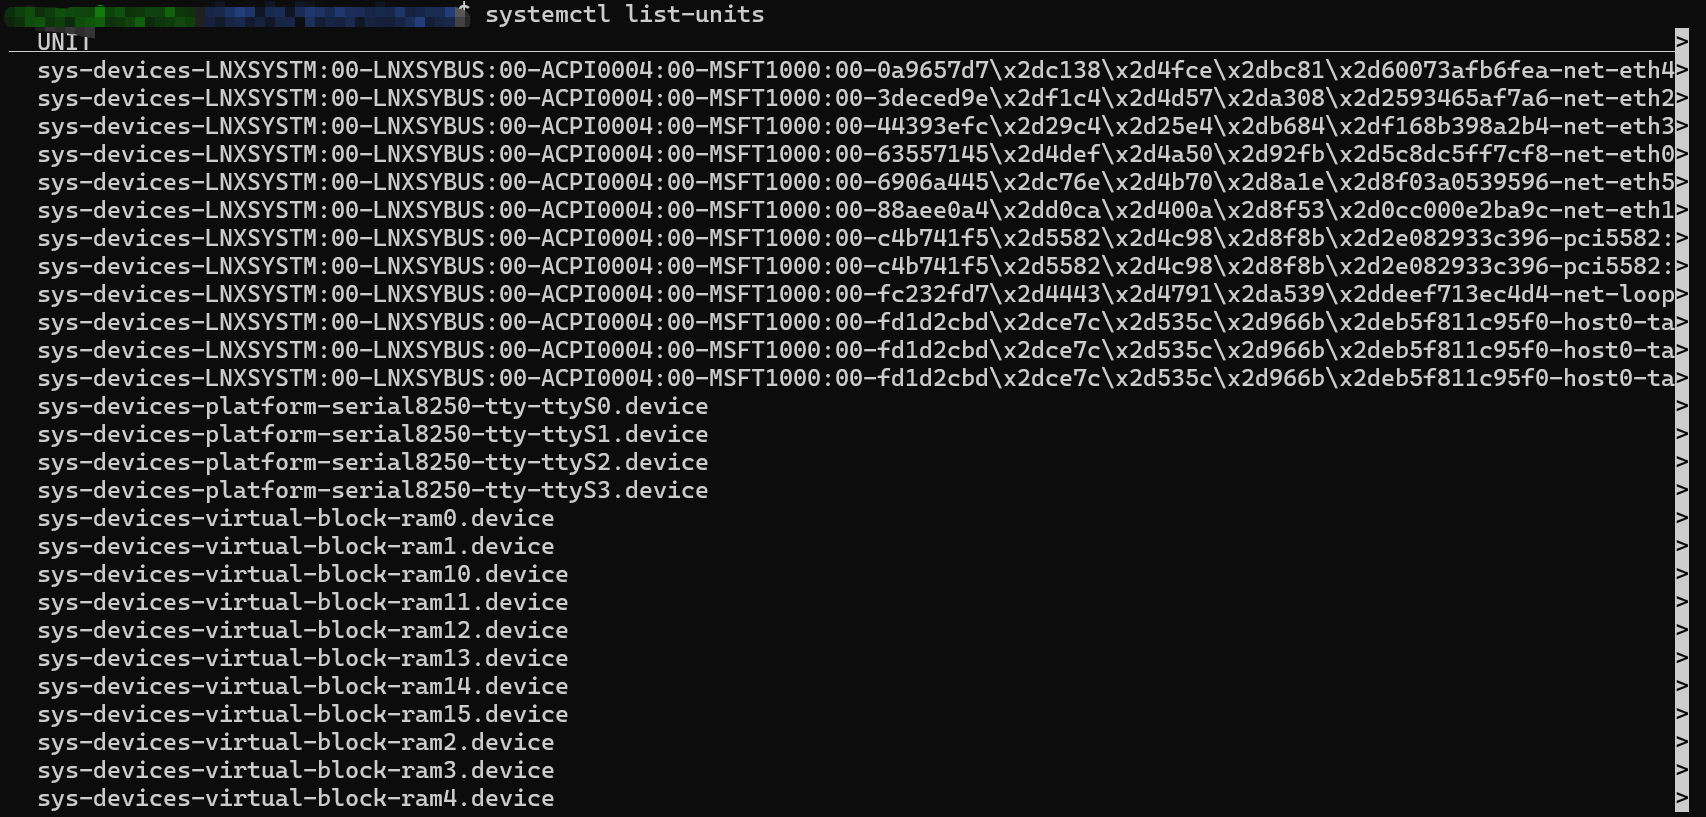 $ systemctl list-units
UNIT >
sys-devices-LNXSYSTM:00-LNXSYBUS:00-ACPI0004:00-MSFT1000:00-0a9657d7\x2dc138\x2d4fce\x2dbc81\x2d60073afb6fea-net-eth4>
sys-devices-LNXSYSTM:00-LNXSYBUS:00-ACPI0004:00-MSFT1000:00-3deced9e\x2df1c4\x2d4d57\x2da308\x2d2593465af7a6-net-eth2>
sys-devices-LNXSYSTM:00-LNXSYBUS:00-ACPI0004:00-MSFT1000:00-44393efc\x2d29c4\x2d25e4\x2db684\x2df168b398a2b4-net-eth3>
sys-devices-LNXSYSTM:00-LNXSYBUS:00-ACPI0004:00-MSFT1000:00-63557145\x2d4def\x2d4a50\x2d92fb\x2d5c8dc5ff7cf8-net-eth0>
sys-devices-LNXSYSTM:00-LNXSYBUS:00-ACPI0004:00-MSFT1000:00-6906a445\x2dc76e\x2d4b70\x2d8a1e\x2d8f03a0539596-net-eth5>
sys-devices-LNXSYSTM:00-LNXSYBUS:00-ACPI0004:00-MSFT1000:00-88aee0a4\x2dd0ca\x2d400a\x2d8f53\x2d0cc000e2ba9c-net-eth1>
sys-devices-LNXSYSTM:00-LNXSYBUS:00-ACPI0004:00-MSFT1000:00-c4b741f5\x2d5582\x2d4c98\x2d8f8b\x2d2e082933c396-pci5582:>
sys-devices-LNXSYSTM:00-LNXSYBUS:00-ACPI0004:00-MSFT1000:00-c4b741f5\x2d5582\x2d4c98\x2d8f8b\x2d2e082933c396-pci5582:>
sys-devices-LNXSYSTM:00-LNXSYBUS:00-ACPI0004:00-MSFT1000:00-fc232fd7\x2d4443\x2d4791\x2da539\x2ddeef713ec4d4-net-loop>
sys-devices-LNXSYSTM:00-LNXSYBUS:00-ACPI0004:00-MSFT1000:00-fd1d2cbd\x2dce7c\x2d535c\x2d966b\x2deb5f811c95f0-host0-ta>
sys-devices-LNXSYSTM:00-LNXSYBUS:00-ACPI0004:00-MSFT1000:00-fd1d2cbd\x2dce7c\x2d535c\x2d966b\x2deb5f811c95f0-host0-ta>
sys-devices-LNXSYSTM:00-LNXSYBUS:00-ACPI0004:00-MSFT1000:00-fd1d2cbd\x2dce7c\x2d535c\x2d966b\x2deb5f811c95f0-host0-ta>
sys-devices-platform-serial8250-tty-ttyS0.device >
sys-devices-platform-serial8250-tty-ttyS1.device >
sys-devices-platform-serial8250-tty-ttyS2.device >
sys-devices-platform-serial8250-tty-ttyS3.device >
sys-devices-virtual-block-ram0.device >
sys-devices-virtual-block-ram1.device >
sys-devices-virtual-block-ram10.device >
sys-devices-virtual-block-ram11.device >
sys-devices-virtual-block-ram12.device >
sys-devices-virtual-block-ram13.device >
sys-devices-virtual-block-ram14.device >
sys-devices-virtual-block-ram15.device >
sys-devices-virtual-block-ram2.device >
sys-devices-virtual-block-ram3.device >
sys-devices-virtual-block-ram4.device >